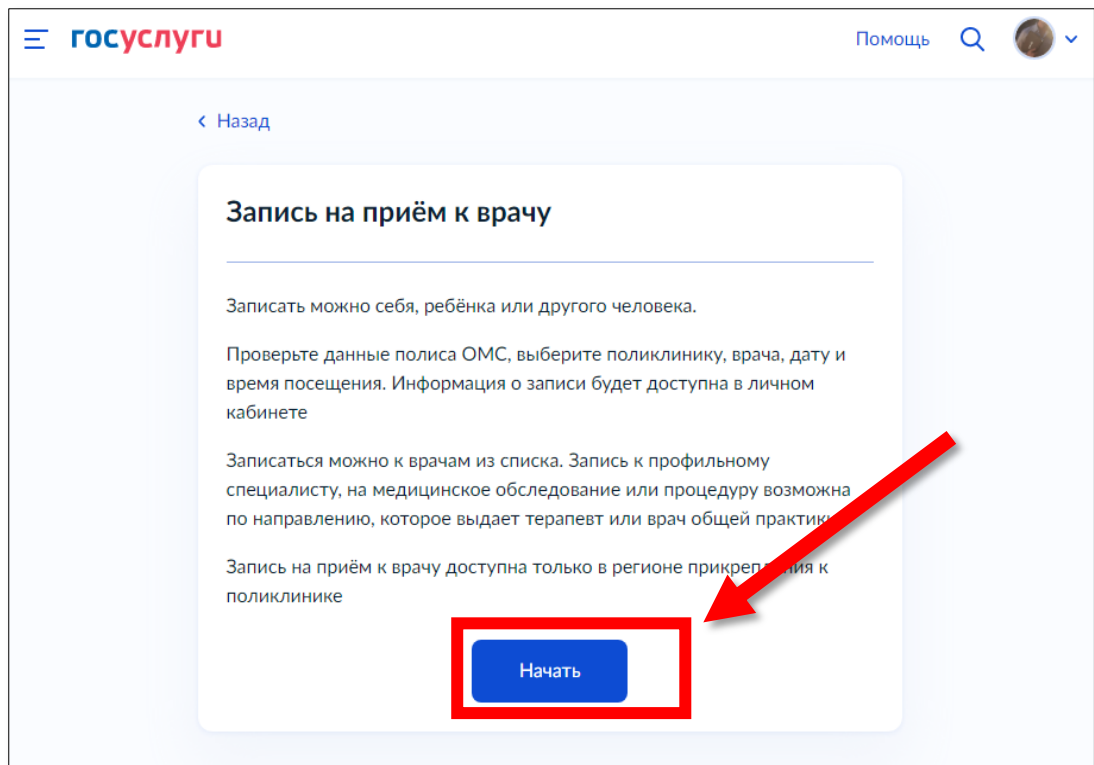 госуслуги
Помощь
Назад
Запись на приём к врачу
Записать можно себя, ребёнка или другого человека.
Проверьте данные полиса ОМС, выберите поликлинику, врача, дату и
время посещения. Информация о записи будет доступна в личном
кабинете
Записаться можно к врачам из списка. Запись к профильному
специалисту, на медицинское обследование или процедуру возможна
по направлению, которое выдает терапевт или врач общей практики
Запись на приём к врачу доступна только в регионе прикрепления к
поликлинике
Начать